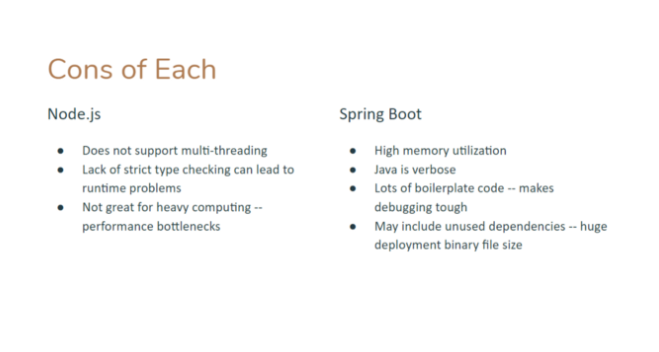 Cons of Each
Node.js
● Does not support multi-threading
● Lack of strict type checking can lead to
runtime problems
● Not great for heavy computing --
performance bottlenecks
Spring Boot
● High memory utilization
● Java is verbose
● Lots of boilerplate code -- makes
debugging tough
● May include unused dependencies -- huge
deployment binary file size